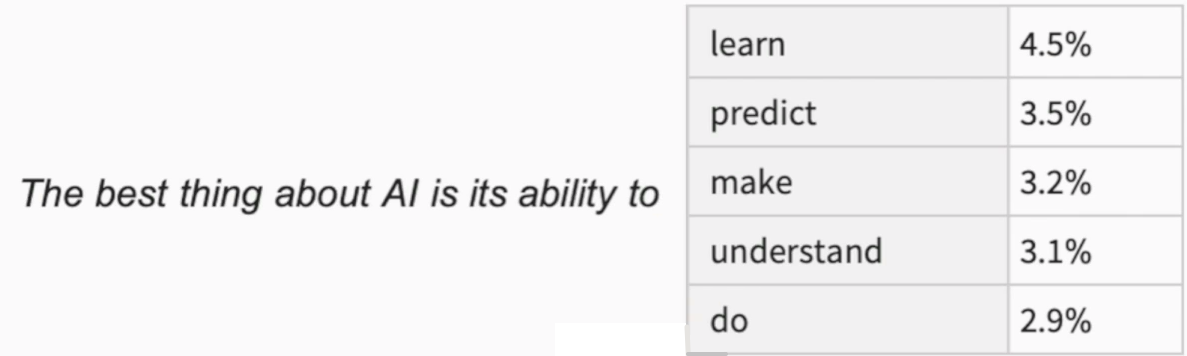 learn 4.5%
predict 3.5%
The best thing about AI is its ability to make 3.2%
understand 3.1%
do 2.9%